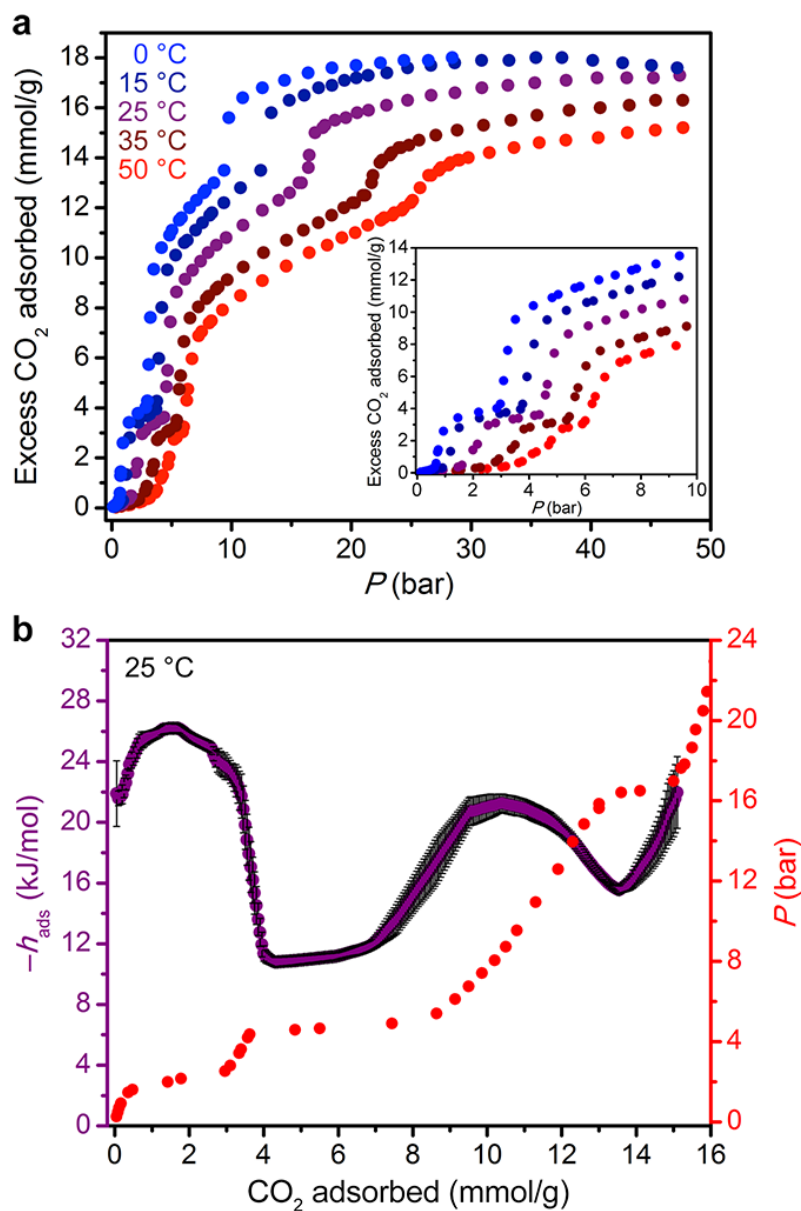 a
Excess CO2 adsorbed (mmol/g)
18
16
14
12
10
8
6
4
2
0
0 °C
15 °C
25 °C
35 °C
50 °C
0 10 20 30 40 50
P (bar)
Excess CO2 adsorbed (mmol/g)
14
12
10
8
6
4
2
0
0 2 4 6 8 10
P (bar)
b
25 °C
–hads (kJ/mol)
32
28
24
20
16
12
8
4
0
P (bar)
24
20
16
12
8
4
0
0 2 4 6 8 10 12 14 16
CO2 adsorbed (mmol/g)